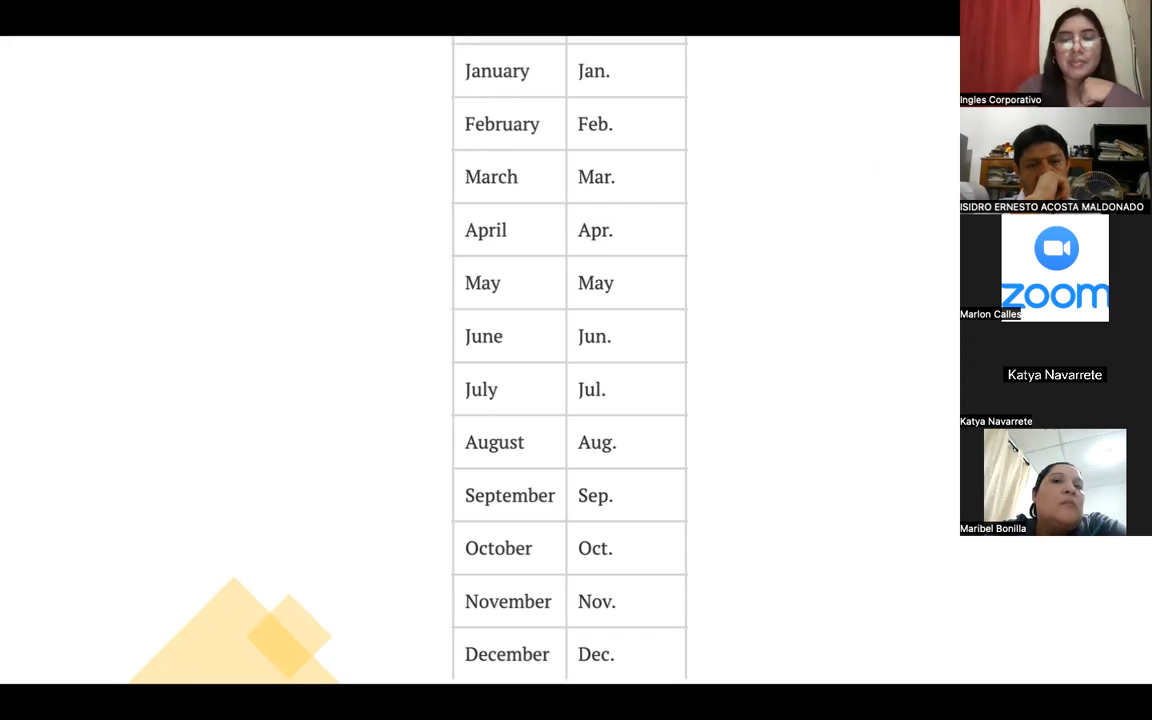 January Jan.
February Feb.
March Mar.
April Apr.
May May
June Jun.
July Jul.
August Aug.
September Sep.
October Oct.
November Nov.
December Dec.
Ingles Corporativo
ISIDRO ERNESTO ACOSTA MALDONADO
zoom
Marlon Calles
Katya Navarrete
Katya Navarrete
Maribel Bonilla